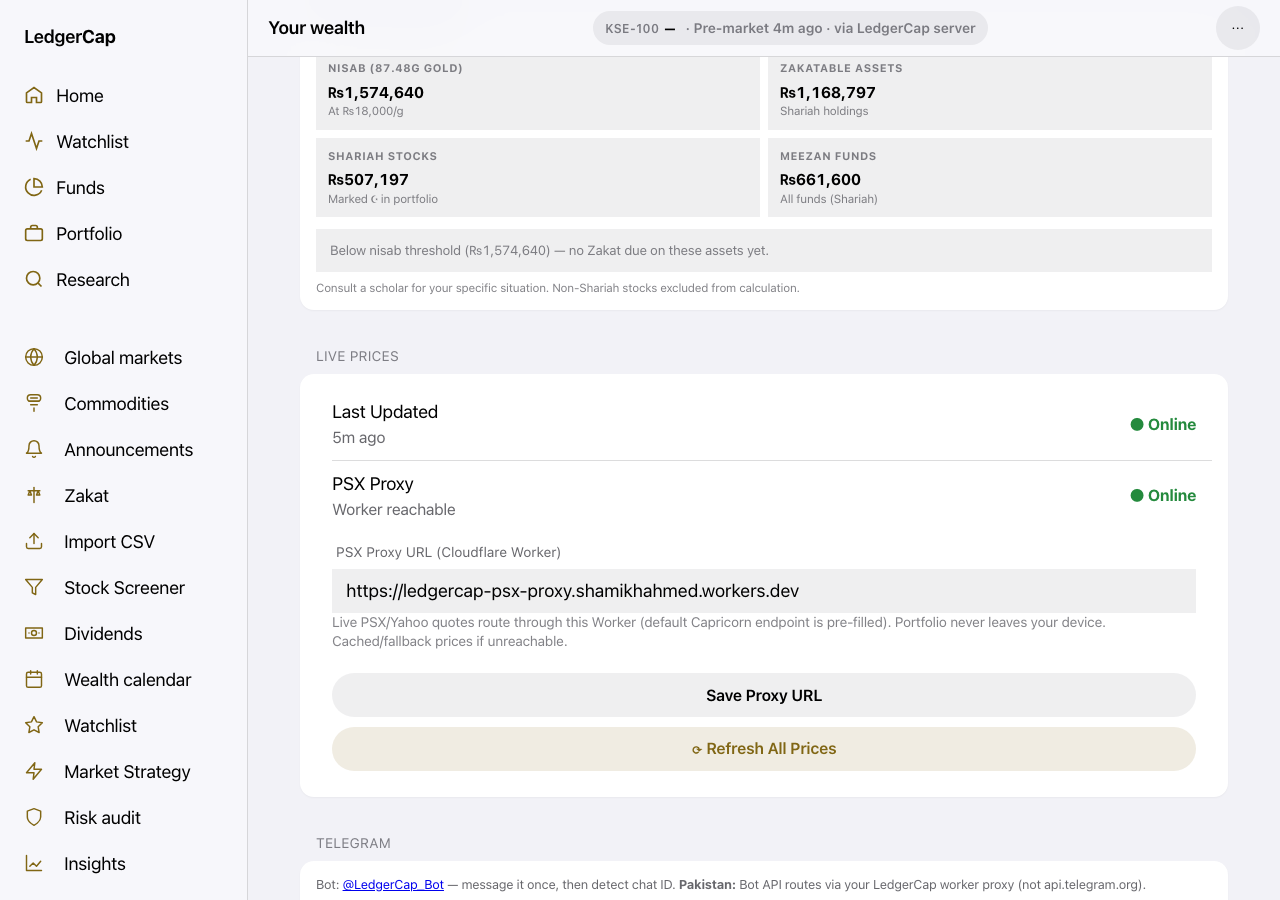 LedgerCap
Home
Watchlist
Funds
Portfolio
Research
Global markets
Commodities
Announcements
Zakat
Import CSV
Stock Screener
Dividends
Wealth calendar
Watchlist
Market Strategy
Risk audit
Insights
Your wealth
KSE-100 — · Pre-market 4m ago · via LedgerCap server
...
NISAB (87.48G GOLD)
₨1,574,640
At ₨18,000/g
ZAKATABLE ASSETS
₨1,168,797
Shariah holdings
SHARIAH STOCKS
₨507,197
Marked ☪ in portfolio
MEEZAN FUNDS
₨661,600
All funds (Shariah)
Below nisab threshold (₨1,574,640) — no Zakat due on these assets yet.
Consult a scholar for your specific situation. Non-Shariah stocks excluded from calculation.
LIVE PRICES
Last Updated
5m ago
● Online
PSX Proxy
Worker reachable
● Online
PSX Proxy URL (Cloudflare Worker)
https://ledgercap-psx-proxy.shamikhahmed.workers.dev
Live PSX/Yahoo quotes route through this Worker (default Capricorn endpoint is pre-filled). Portfolio never leaves your device.
Cached/fallback prices if unreachable.
Save Proxy URL
⟳ Refresh All Prices
TELEGRAM
Bot: @LedgerCap_Bot — message it once, then detect chat ID. Pakistan: Bot API routes via your LedgerCap worker proxy (not api.telegram.org).